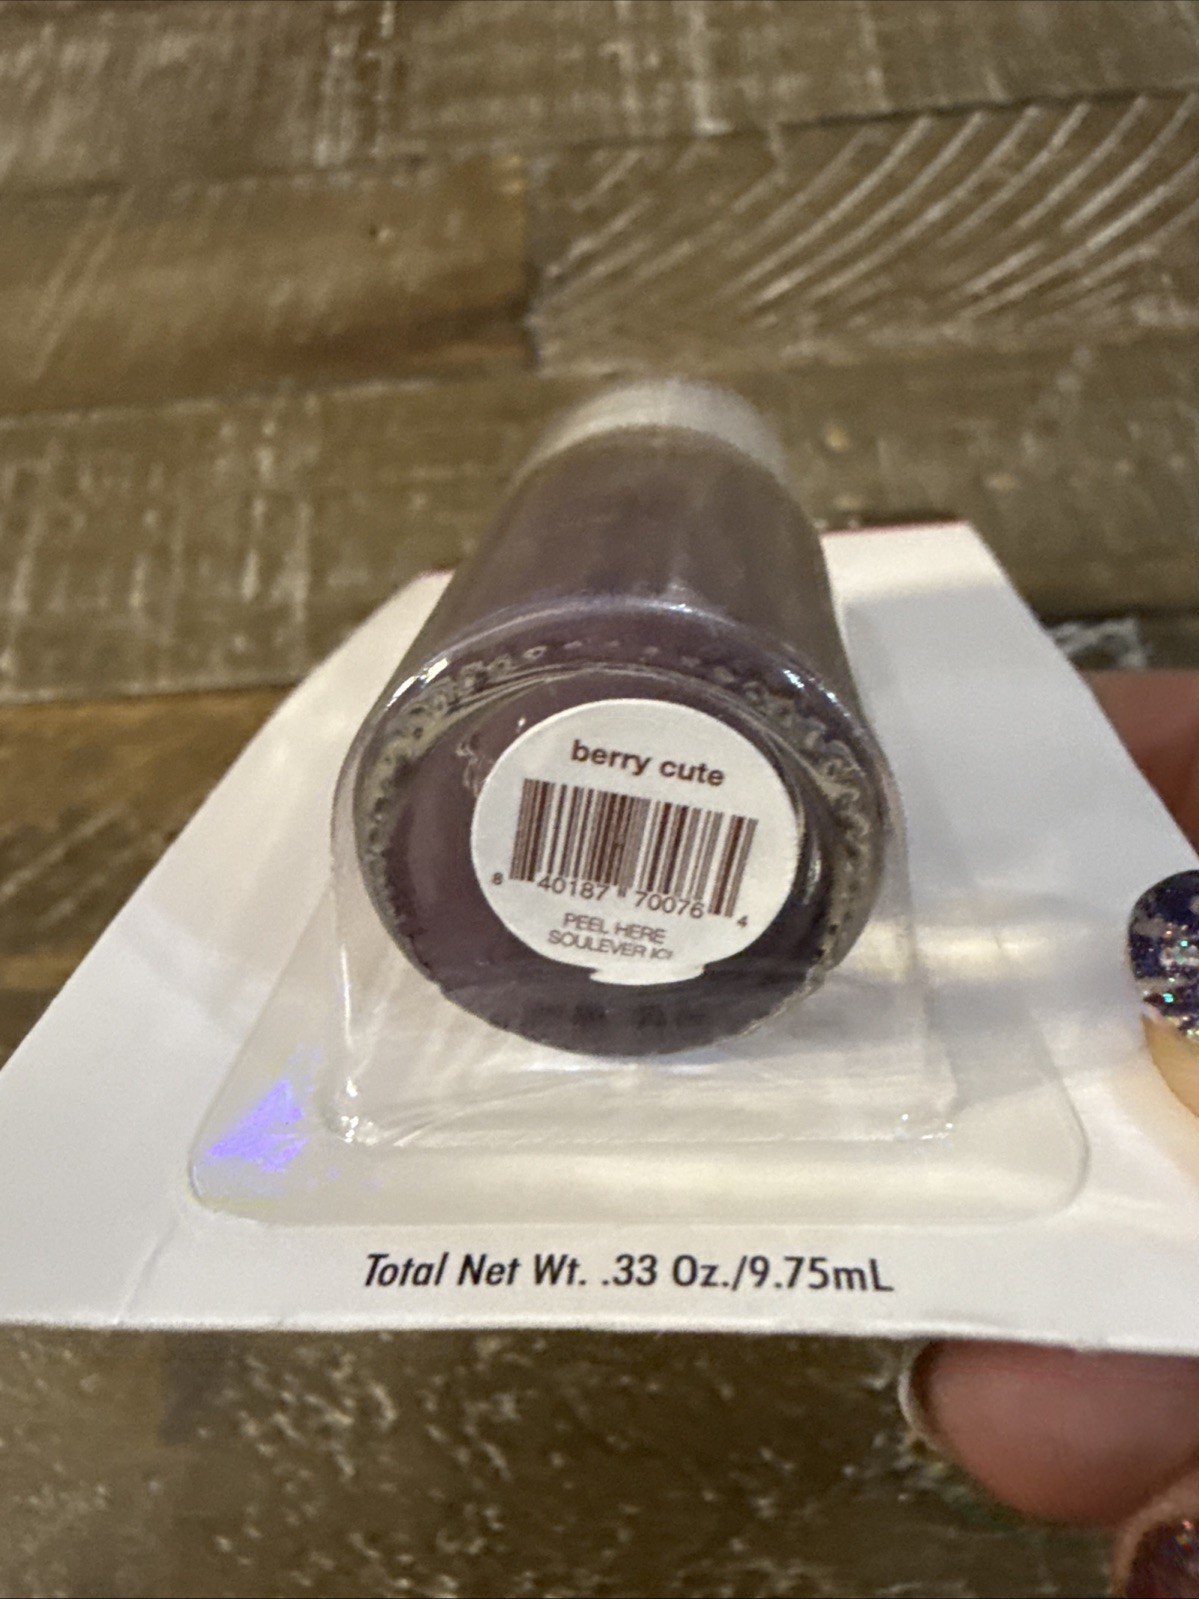 berry cute
8 40187 70076 4
PEEL HERE
SOULEVER ICI
Total Net Wt. .33 Oz./9.75mL